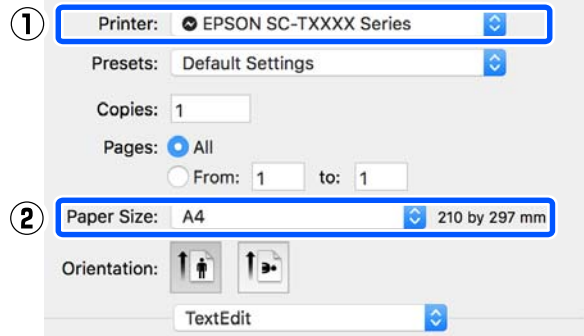 ① Printer: EPSON SC-TXXXX Series
Presets: Default Settings
Copies: 1
Pages: All
From: 1 to: 1
② Paper Size: A4 210 by 297 mm
Orientation:
TextEdit